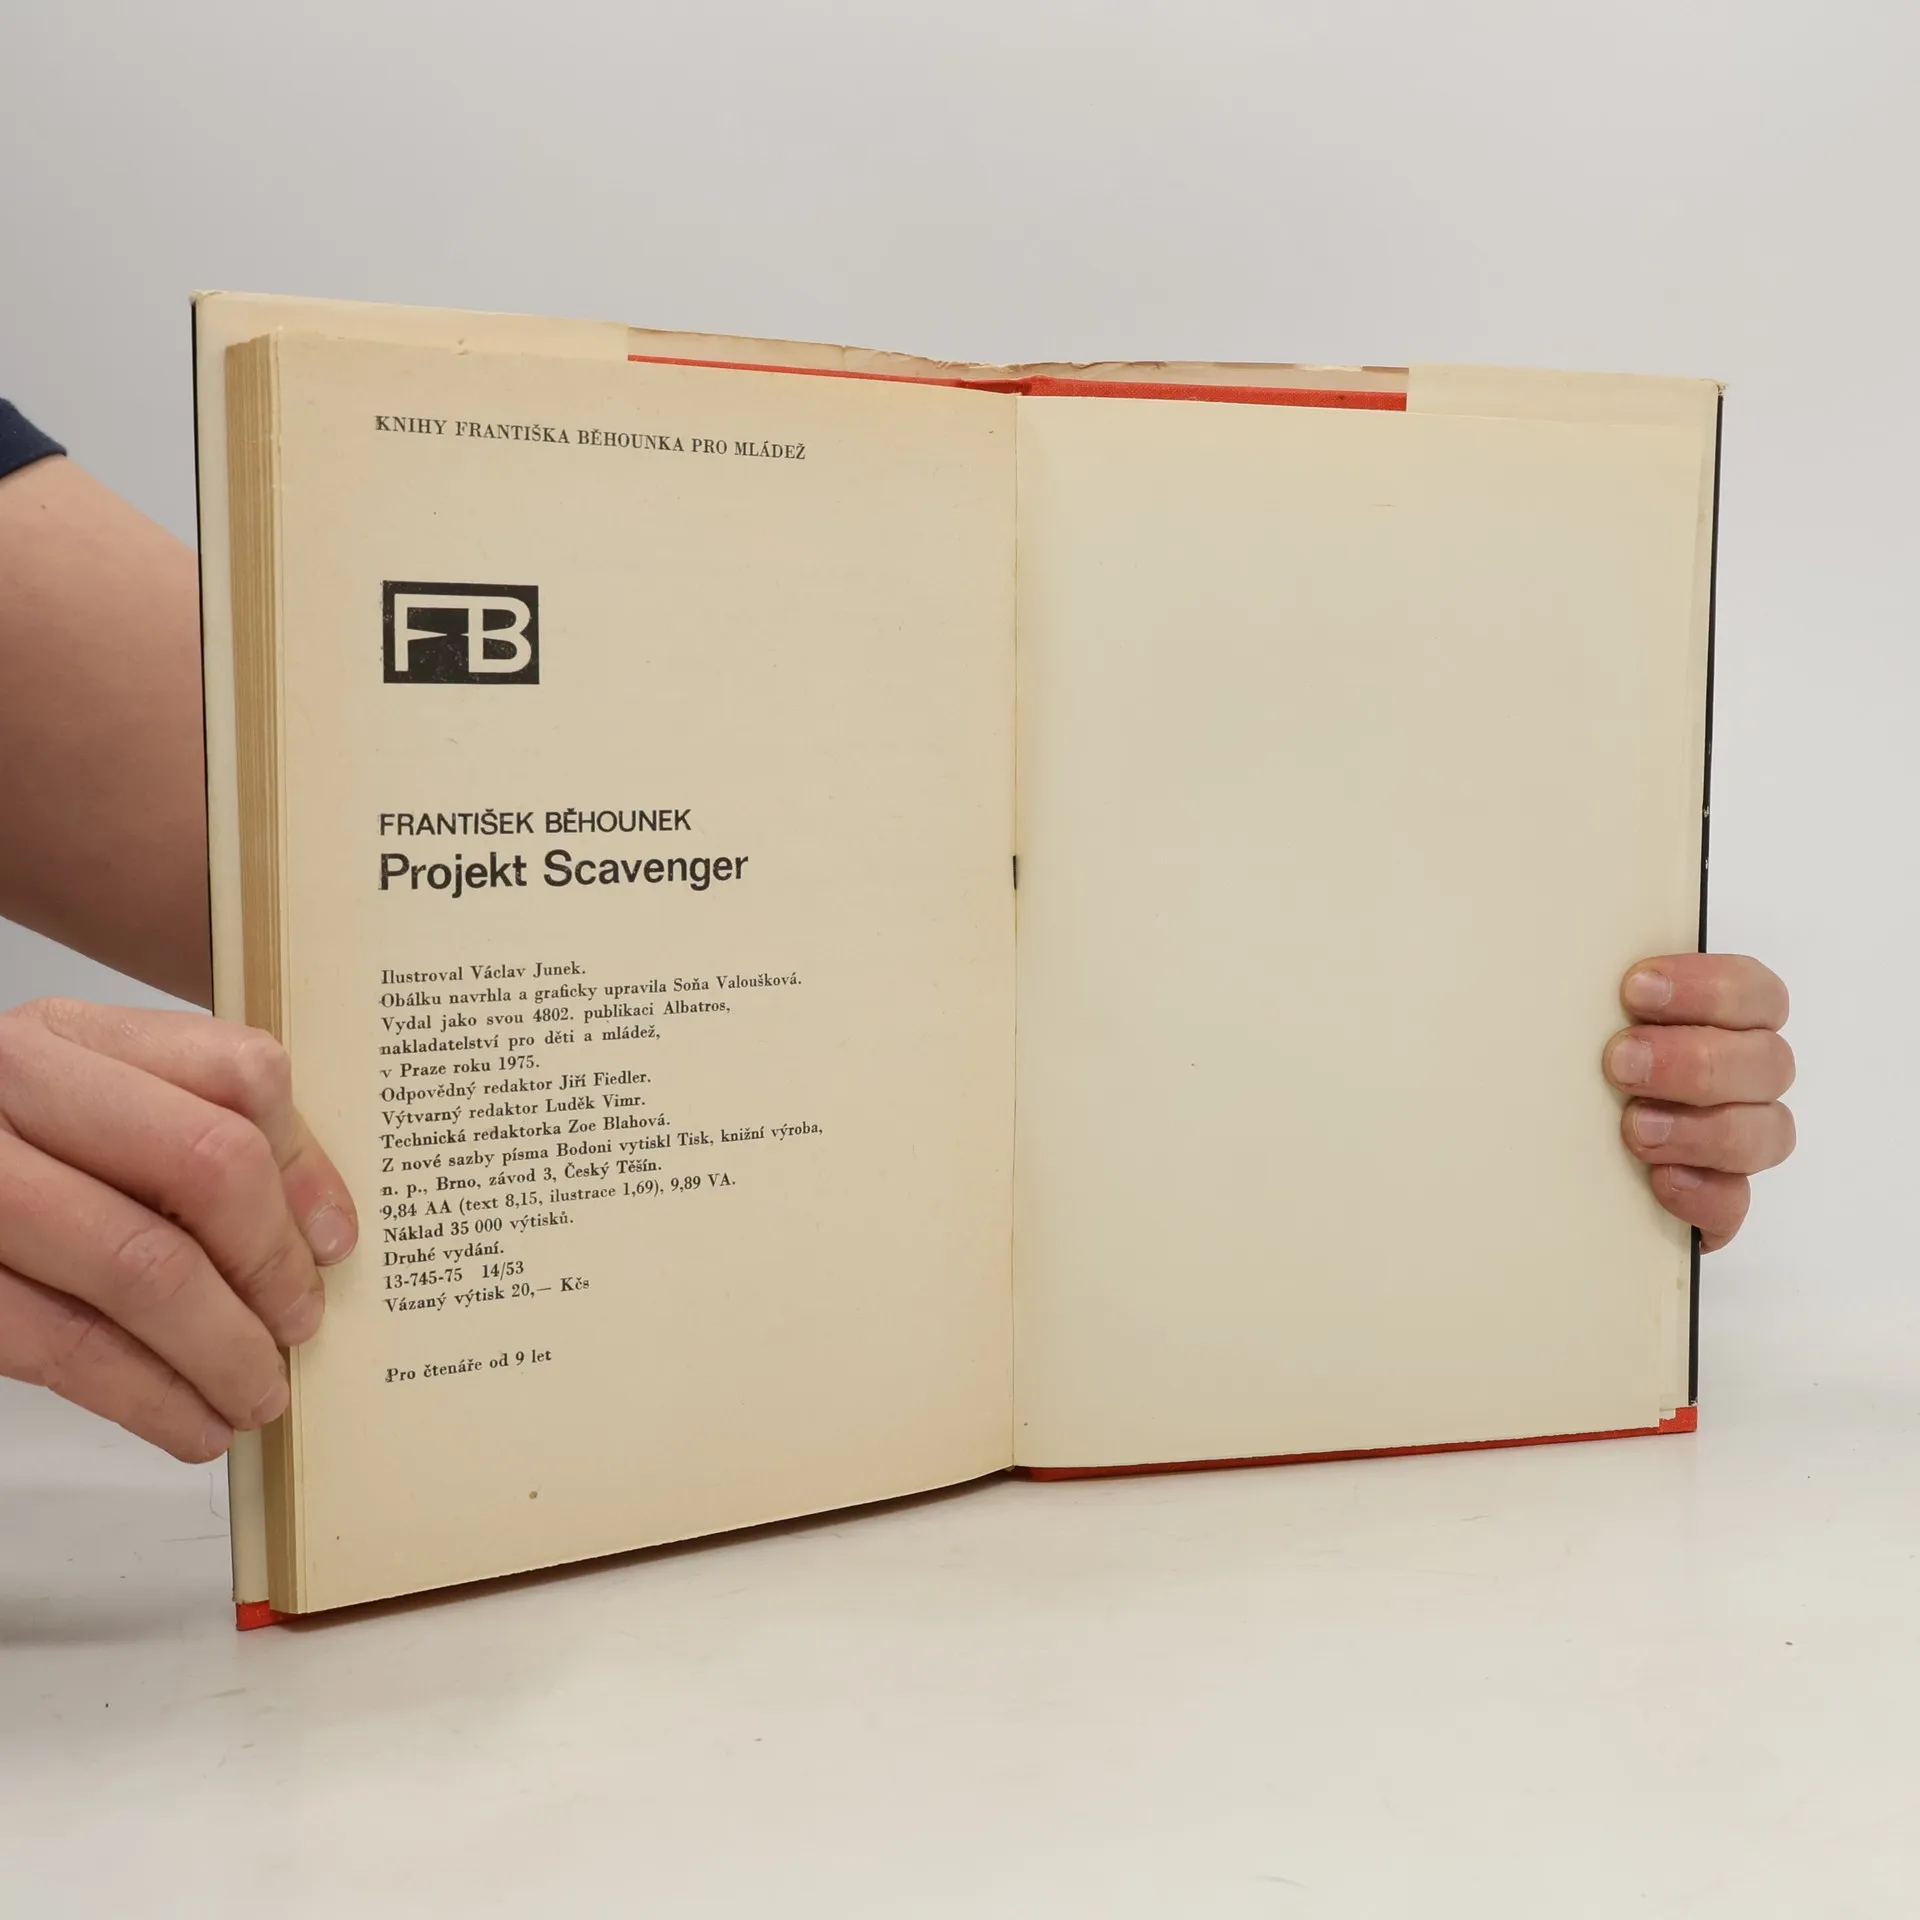 KNIHY FRANTIŠKA BĚHOUNKA PRO MLÁDEŽ
FB
FRANTIŠEK BĚHOUNEK
Projekt Scavenger
Ilustroval Václav Junek.
Obálku navrhla a graficky upravila Soňa Valoušková.
Vydal jako svou 4802. publikaci Albatros,
nakladatelství pro děti a mládež,
v Praze roku 1975.
Odpovědný redaktor Jiří Fiedler.
Výtvarný redaktor Luděk Vimr.
Technická redaktorka Zoe Blahová.
Z nové sazby písma Bodoni vytiskl Tisk, knižní výroba,
n. p., Brno, závod 3, Český Těšín.
9,84 AA (text 8,15, ilustrace 1,69), 9,89 VA.
Náklad 35 000 výtisků.
Druhé vydání.
13-745-75 14/53
Vázaný výtisk 20,— Kčs
Pro čtenáře od 9 let